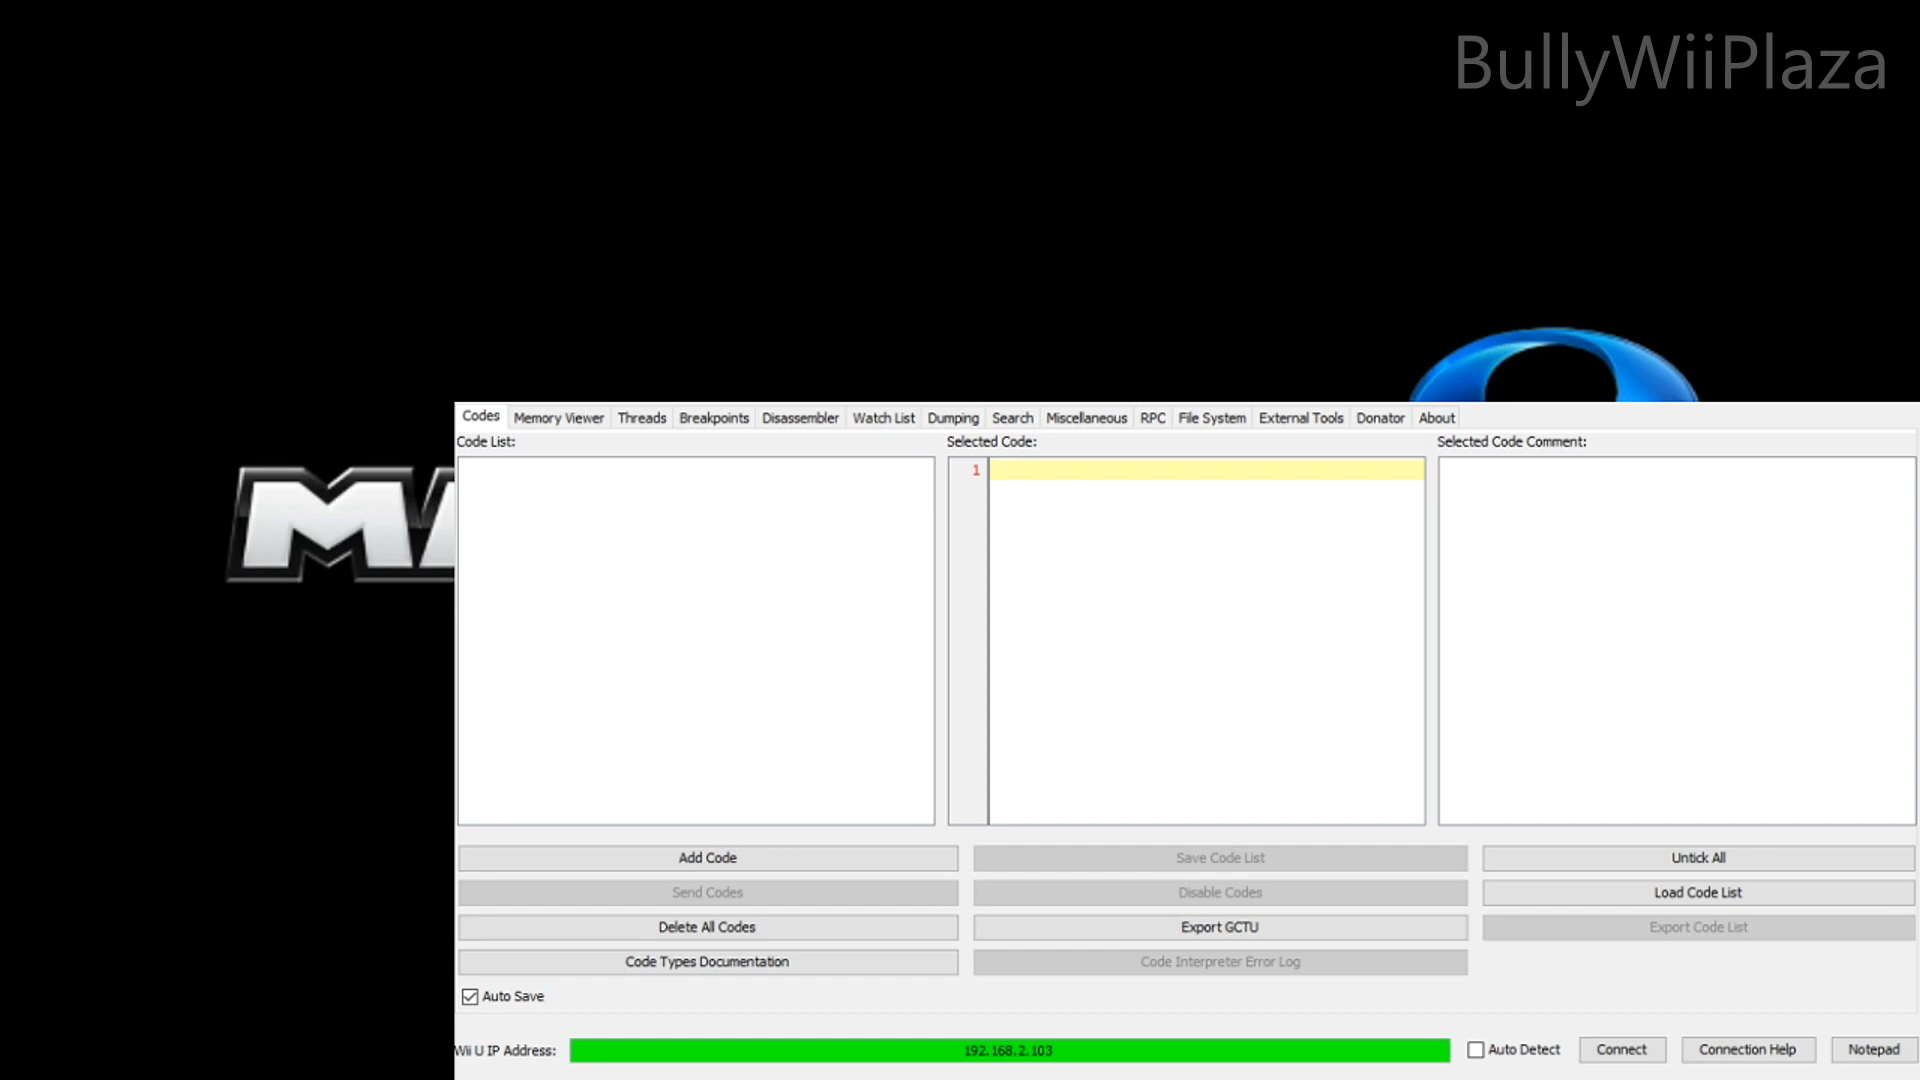 BullyWiiPlaza
Codes Memory Viewer Threads Breakpoints Disassembler Watch List Dumping Search Miscellaneous RPC File System External Tools Donator About
Code List: Selected Code: Selected Code Comment:
1
Add Code Save Code List Untick All
Send Codes Disable Codes Load Code List
Delete All Codes Export GCTU Export Code List
Code Types Documentation Code Interpreter Error Log
Auto Save
Wii U IP Address: 192.168.2.103 Auto Detect Connect Connection Help Notepad